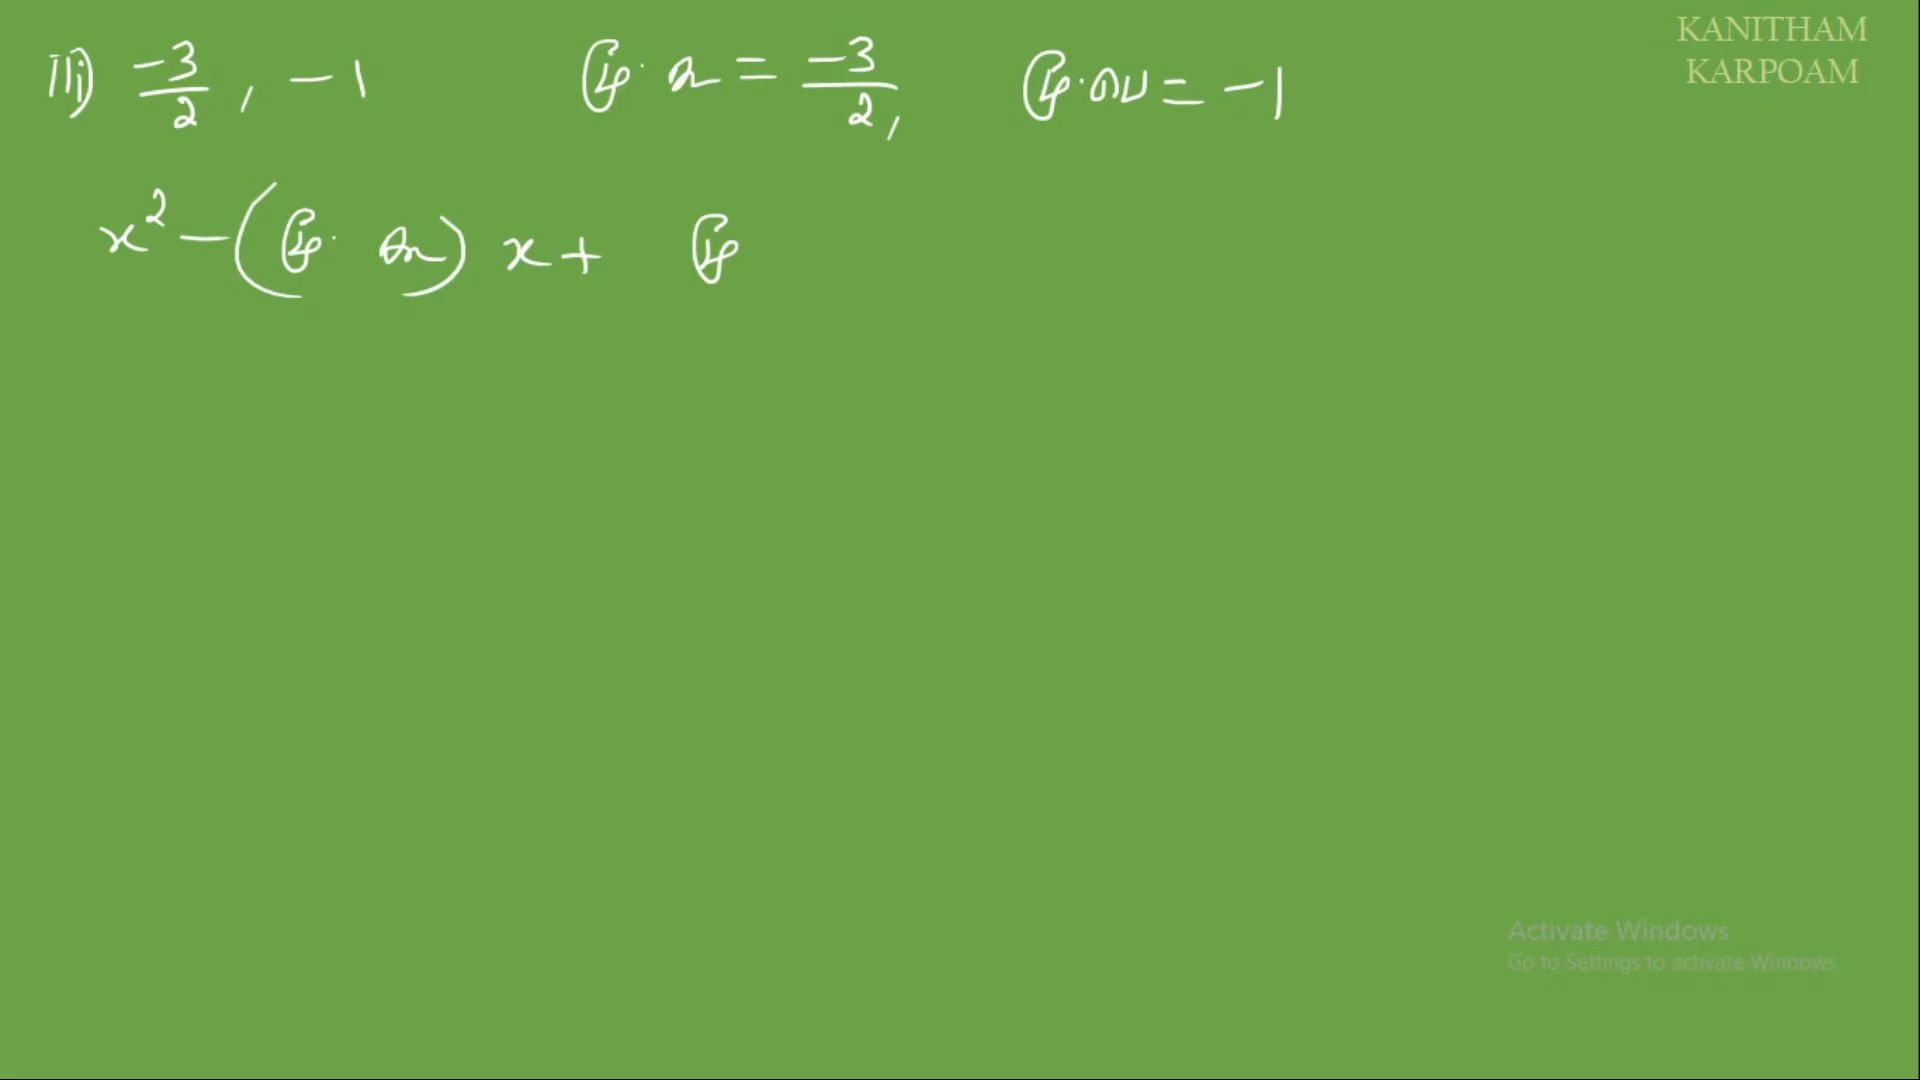 KANITHAM
KARPOAM
iii) -3/2 , -1 மூ. கூ = -3/2, மூ.பெ = -1
x² - (மூ. கூ) x + மூ
Activate Windows
Go to Settings to activate Windows.